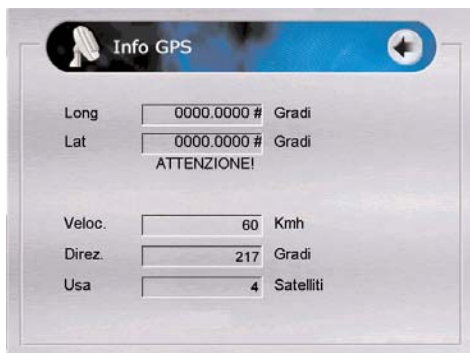 Info GPS
Long 0000.0000 # Gradi
Lat 0000.0000 # Gradi
ATTENZIONE!
Veloc. 60 Kmh
Direz. 217 Gradi
Usa 4 Satelliti